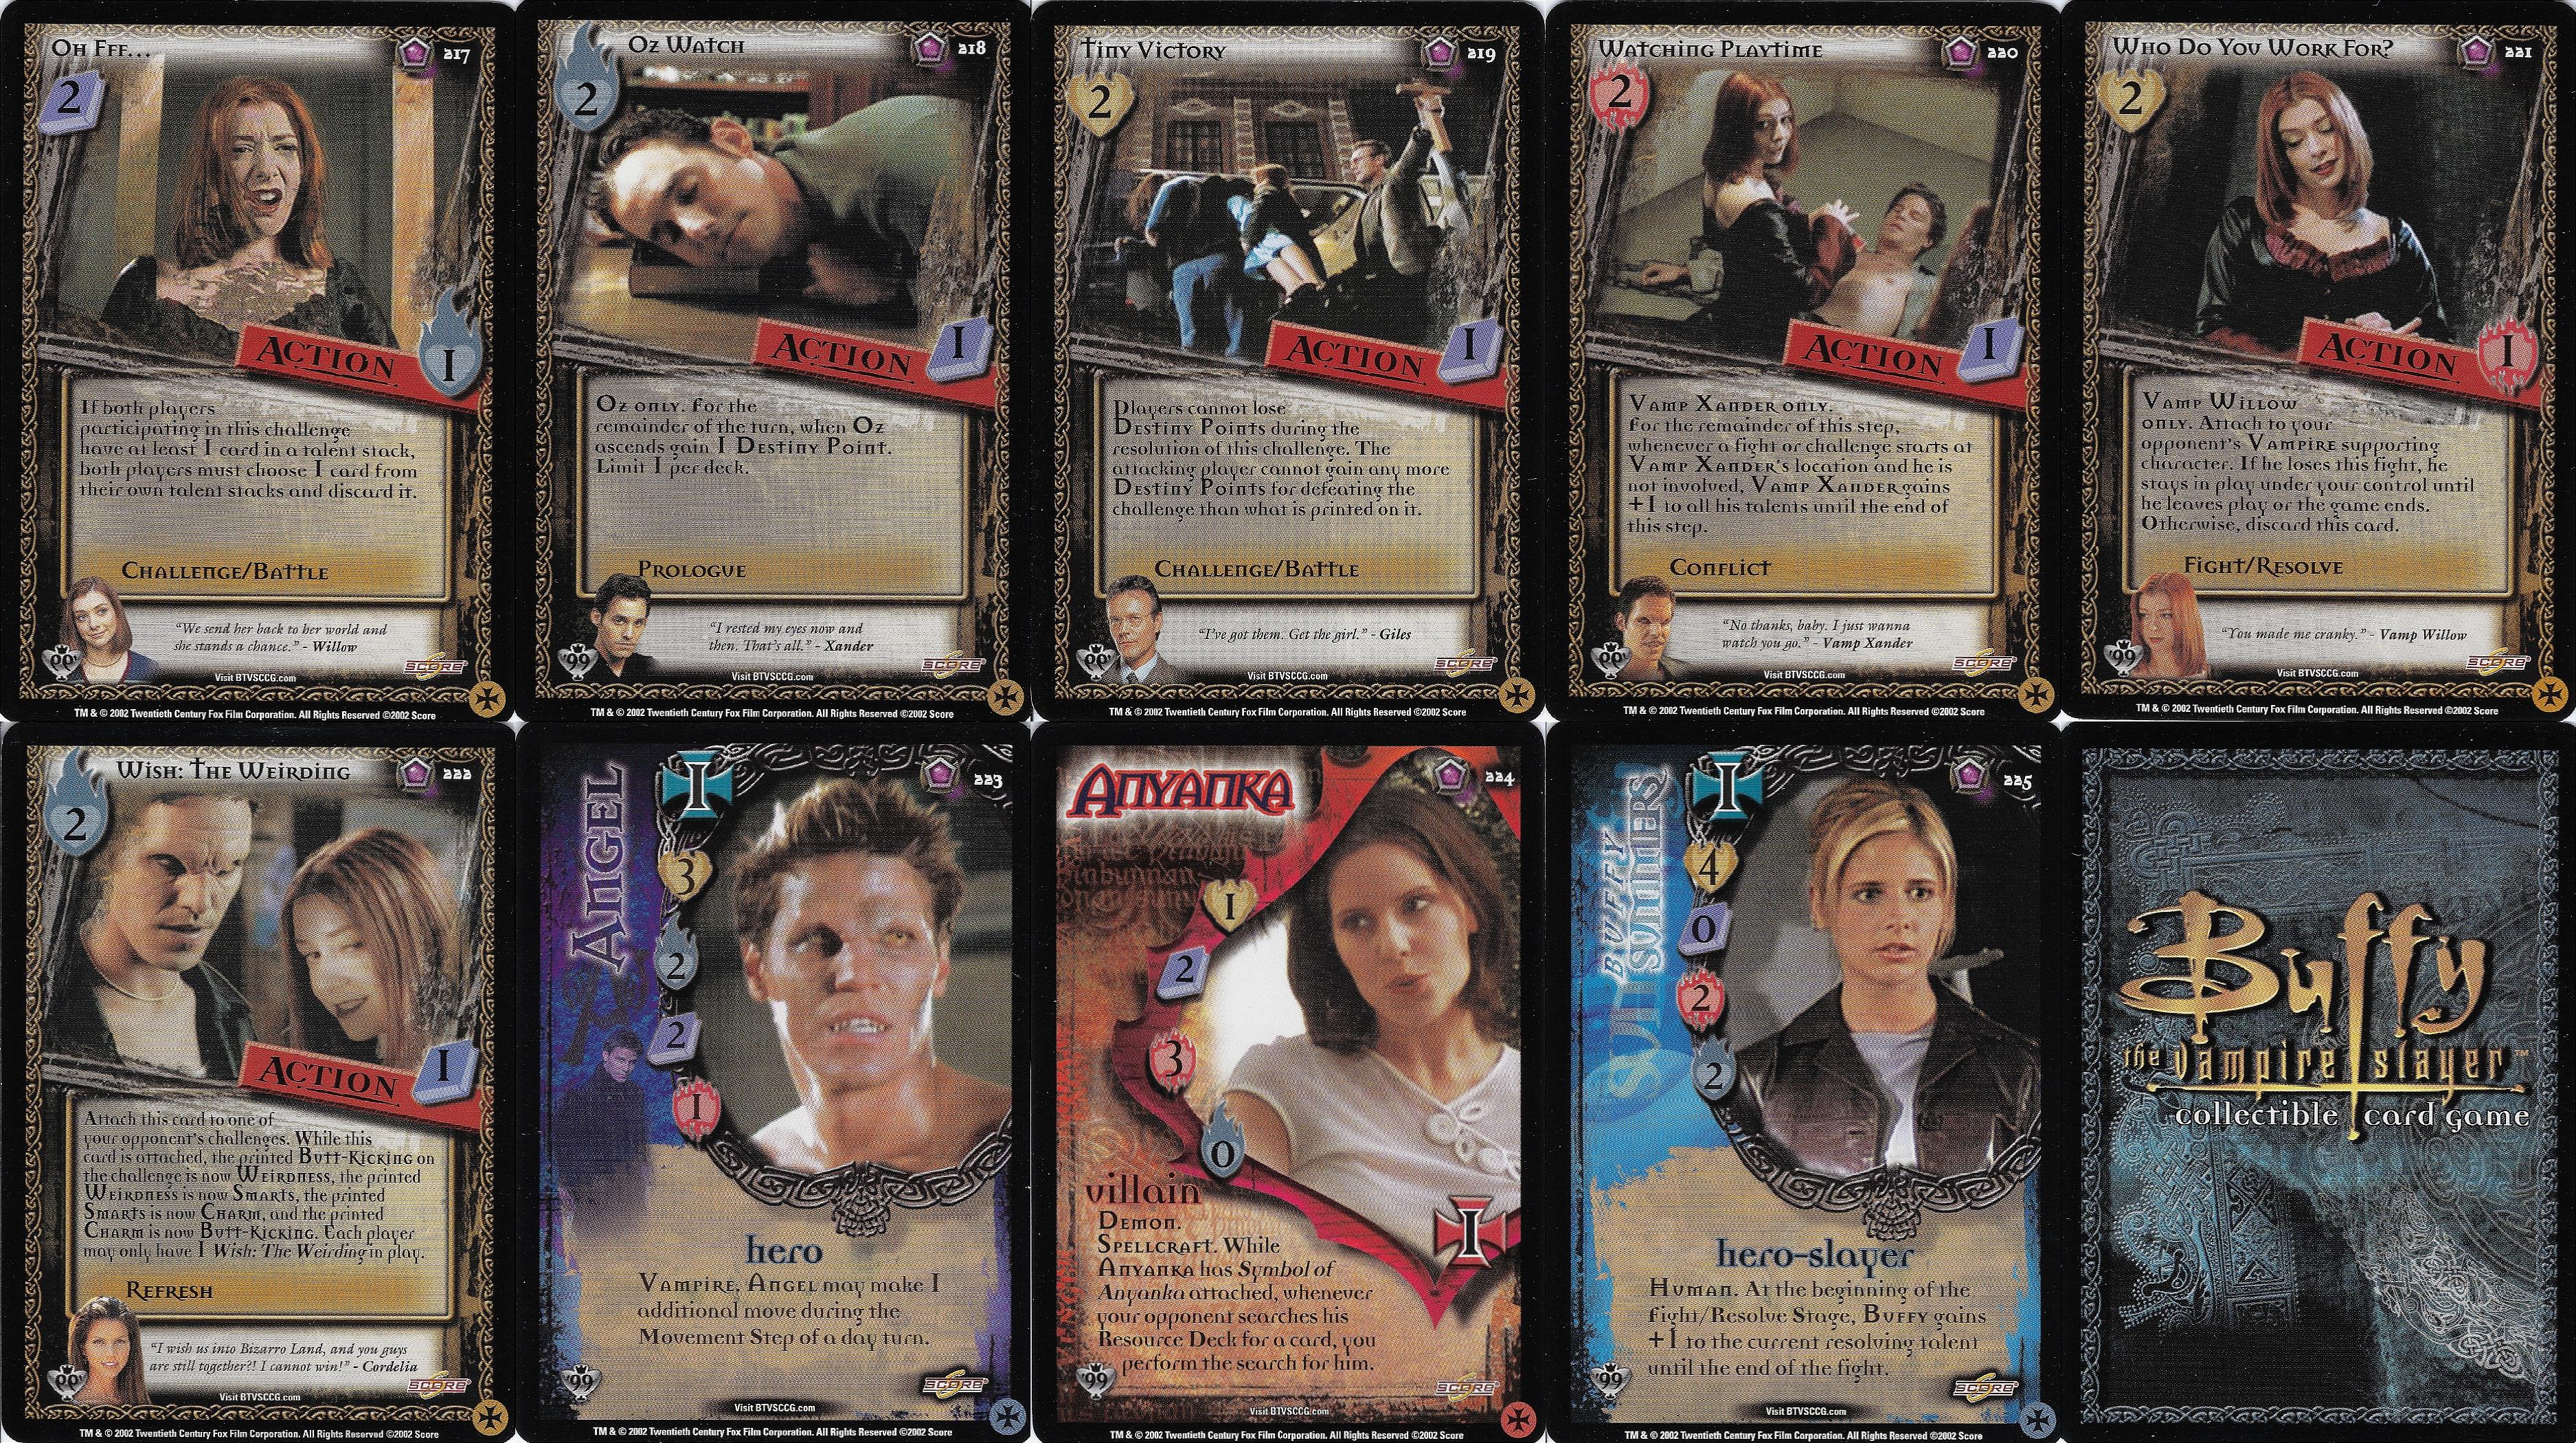 Oh Fff...
217
2
Action
1
If both players
participating in this challenge
have at least 1 card in a talent stack,
both players must choose 1 card from
their own talent stacks and discard it.
Challenge/Battle
"We send her back to her world and
she stands a chance." - Willow
'99
SCORE
Visit BTVSCCG.com
TM & © 2002 Twentieth Century Fox Film Corporation. All Rights Reserved ©2002 Score
Oz Watch
218
2
Action
1
Oz only. For the
remainder of the turn, when Oz
ascends gain 1 Destiny Point.
Limit 1 per deck.
Prologue
"I rested my eyes now and
then. That's all." - Xander
'99
SCORE
Visit BTVSCCG.com
TM & © 2002 Twentieth Century Fox Film Corporation. All Rights Reserved ©2002 Score
Tiny Victory
219
2
Action
1
Players cannot lose
Destiny Points during the
resolution of this challenge. The
attacking player cannot gain any more
Destiny Points for defeating the
challenge than what is printed on it.
Challenge/Battle
"I've got them. Get the girl." - Giles
'99
SCORE
Visit BTVSCCG.com
TM & © 2002 Twentieth Century Fox Film Corporation. All Rights Reserved ©2002 Score
Watching Playtime
220
2
Action
1
Vamp Xander only.
For the remainder of this step,
whenever a fight or challenge starts at
Vamp Xander's location and he is
not involved, Vamp Xander gains
+1 to all his talents until the end of
this step.
Conflict
"No thanks, baby. I just wanna
watch you go." - Vamp Xander
'99
SCORE
Visit BTVSCCG.com
TM & © 2002 Twentieth Century Fox Film Corporation. All Rights Reserved ©2002 Score
Who Do You Work For?
221
2
Action
1
Vamp Willow
only. Attach to your
opponent's Vampire supporting
character. If he loses this fight, he
stays in play under your control until
he leaves play or the game ends.
Otherwise, discard this card.
Fight/Resolve
"You made me cranky." - Vamp Willow
'99
SCORE
Visit BTVSCCG.com
TM & © 2002 Twentieth Century Fox Film Corporation. All Rights Reserved ©2002 Score
Wish: The Weirding
222
2
Action
1
Attach this card to one of
your opponent's challenges. While this
card is attached, the printed Butt-Kicking on
the challenge is now Weirdness, the printed
Weirdness is now Smarts, the printed
Smarts is now Charm, and the printed
Charm is now Butt-Kicking. Each player
may only have 1 Wish: The Weirding in play.
Refresh
"I wish us into Bizarro Land, and you guys
are still together?! I cannot win!" - Cordelia
'99
SCORE
Visit BTVSCCG.com
TM & © 2002 Twentieth Century Fox Film Corporation. All Rights Reserved ©2002 Score
Angel
1
223
3
2
2
1
hero
Vampire. Angel may make 1
additional move during the
Movement Step of a day turn.
'99
SCORE
Visit BTVSCCG.com
TM & © 2002 Twentieth Century Fox Film Corporation. All Rights Reserved ©2002 Score
Anyanka
224
1
2
3
0
villain
1
Demon.
Spellcraft. While
Anyanka has Symbol of
Anyanka attached, whenever
your opponent searches his
Resource Deck for a card, you
perform the search for him.
'99
SCORE
Visit BTVSCCG.com
TM & © 2002 Twentieth Century Fox Film Corporation. All Rights Reserved ©2002 Score
Buffy
Summers
1
225
4
0
2
2
hero-slayer
Human. At the beginning of the
Fight/Resolve Stage, Buffy gains
+1 to the current resolving talent
until the end of the fight.
'99
SCORE
Visit BTVSCCG.com
TM & © 2002 Twentieth Century Fox Film Corporation. All Rights Reserved ©2002 Score
Buffy
the vampire slayer™
collectible card game